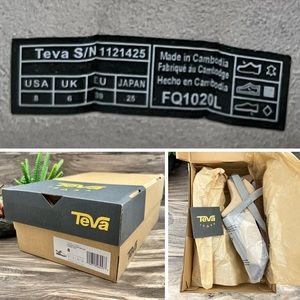 Teva S/N 1121425
USA UK EU JAPAN
8 6 39 25
Made in Cambodia
Fabriqué au Cambodge
Hecho en Cambodia
FQ1020L
Teva
Teva